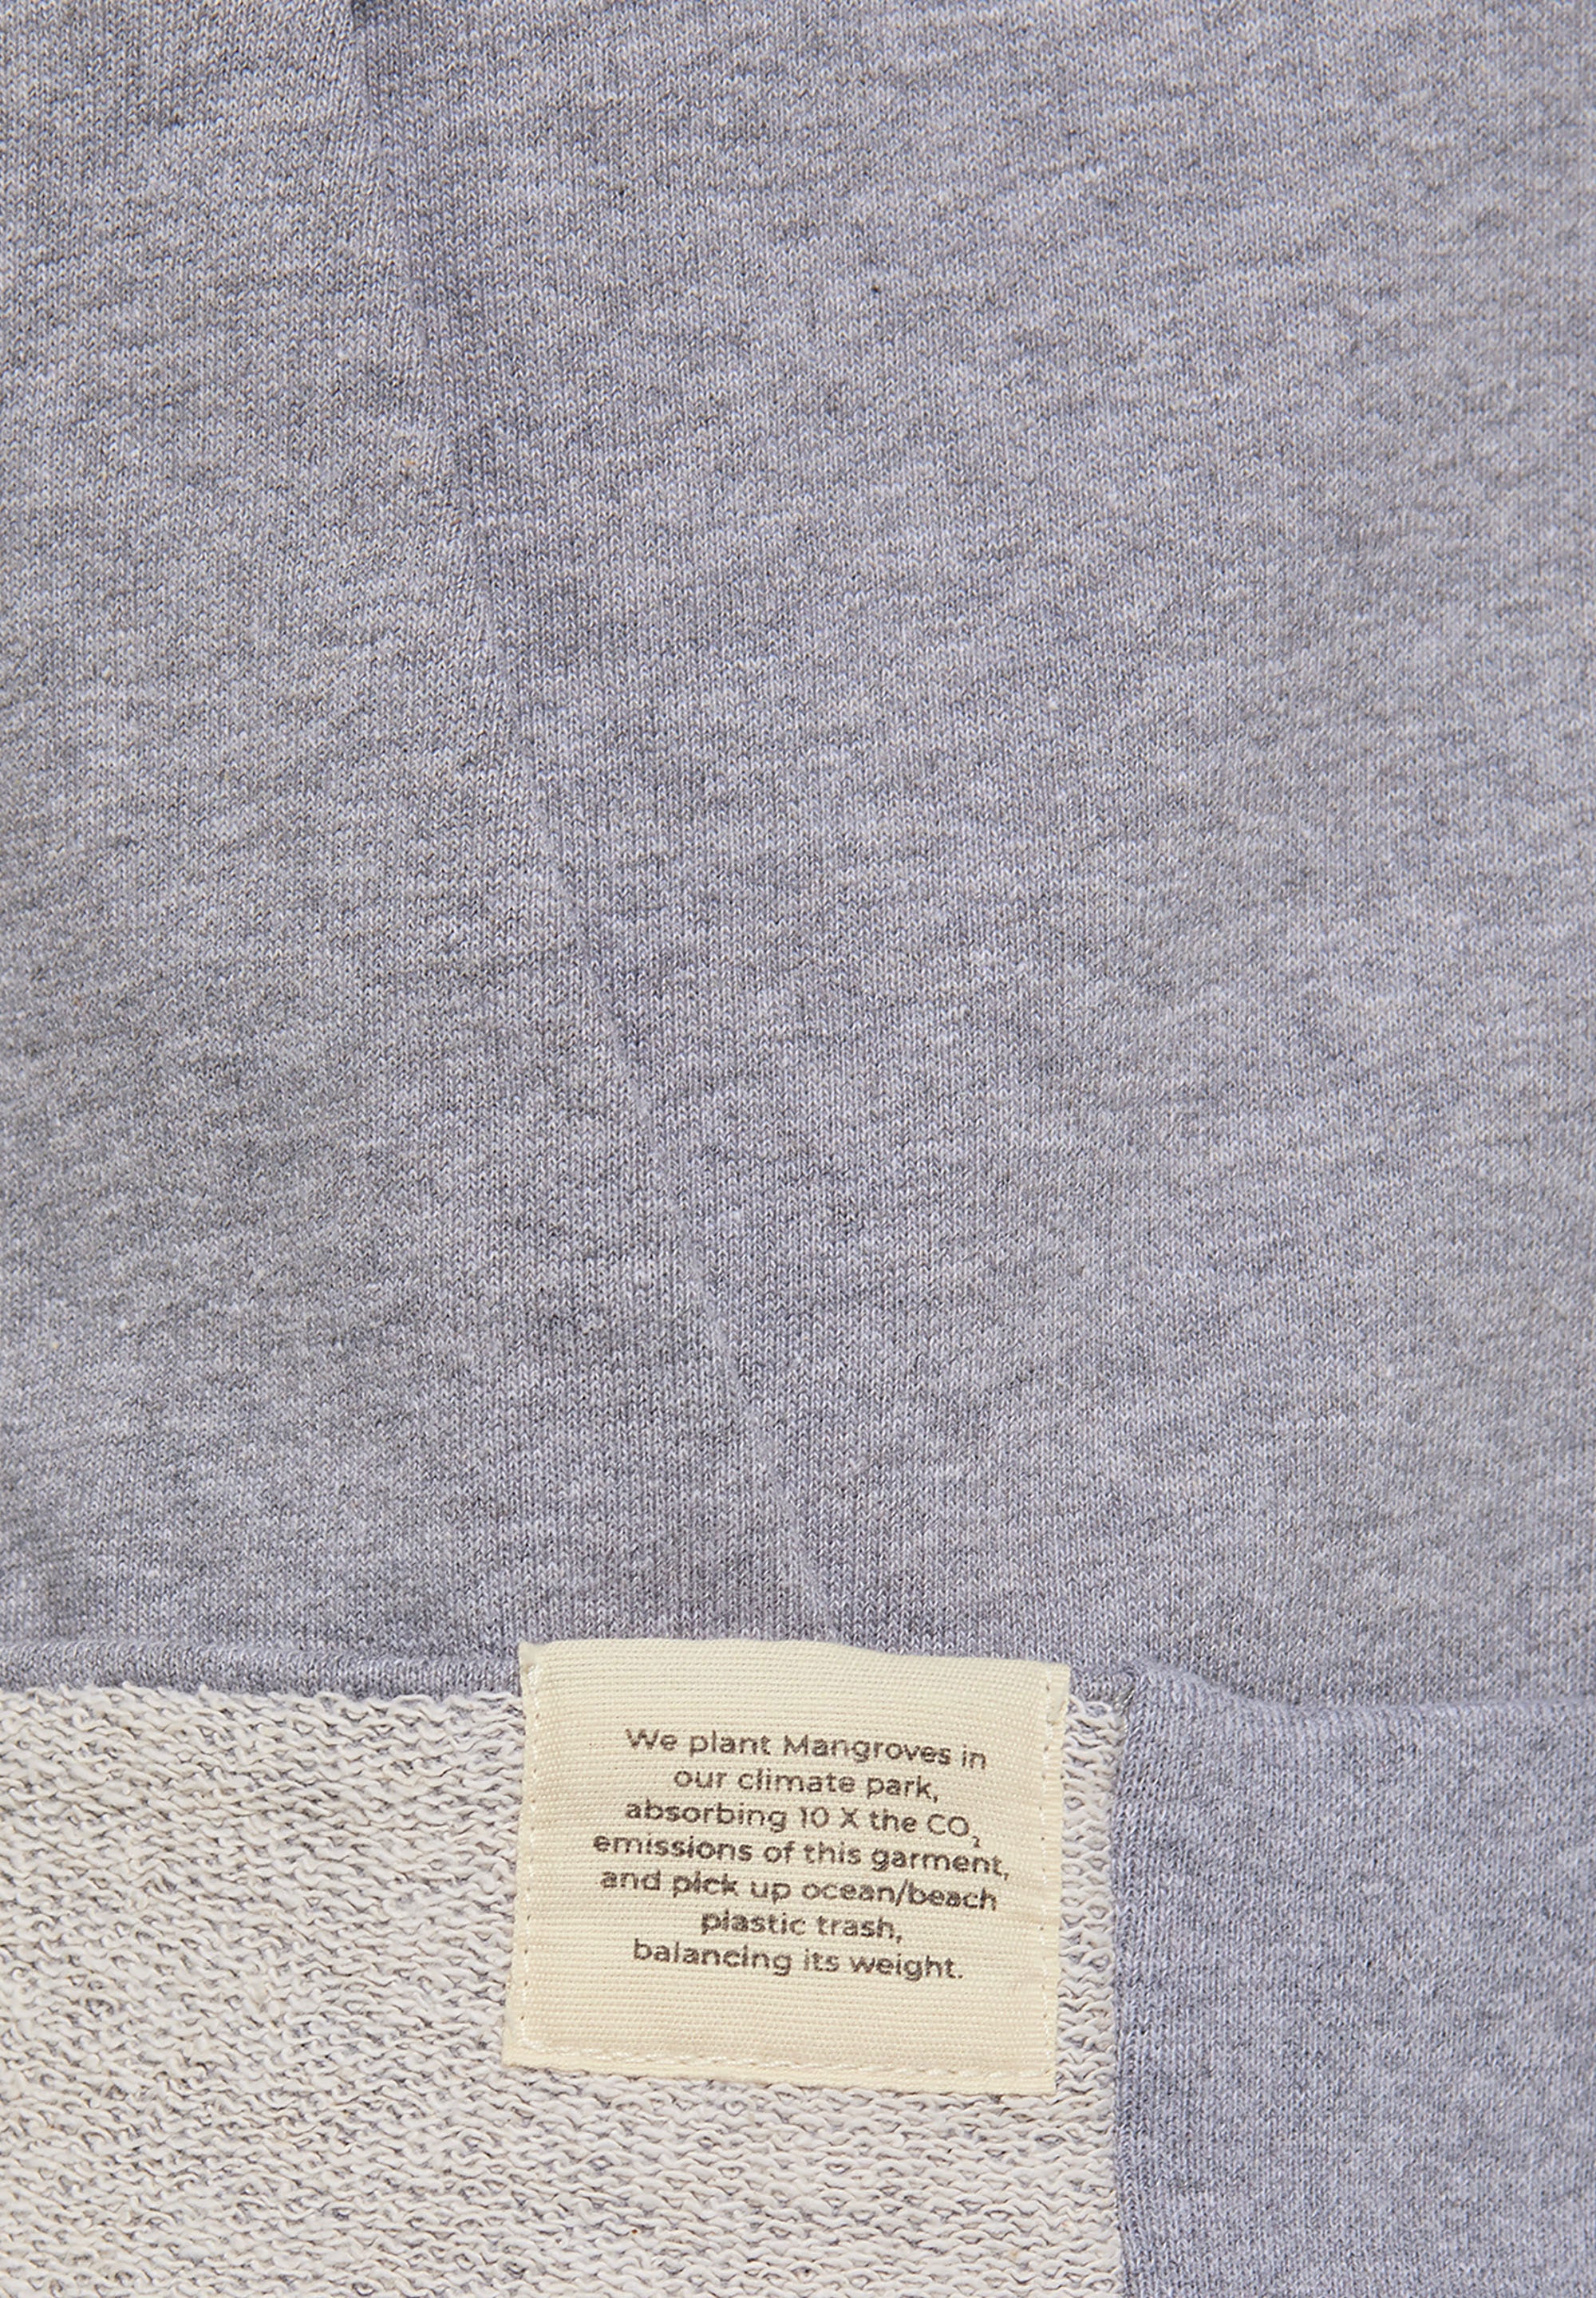 We plant Mangroves in
our climate park,
absorbing 10 X the CO₂
emissions of this garment,
and pick up ocean/beach
plastic trash,
balancing its weight.